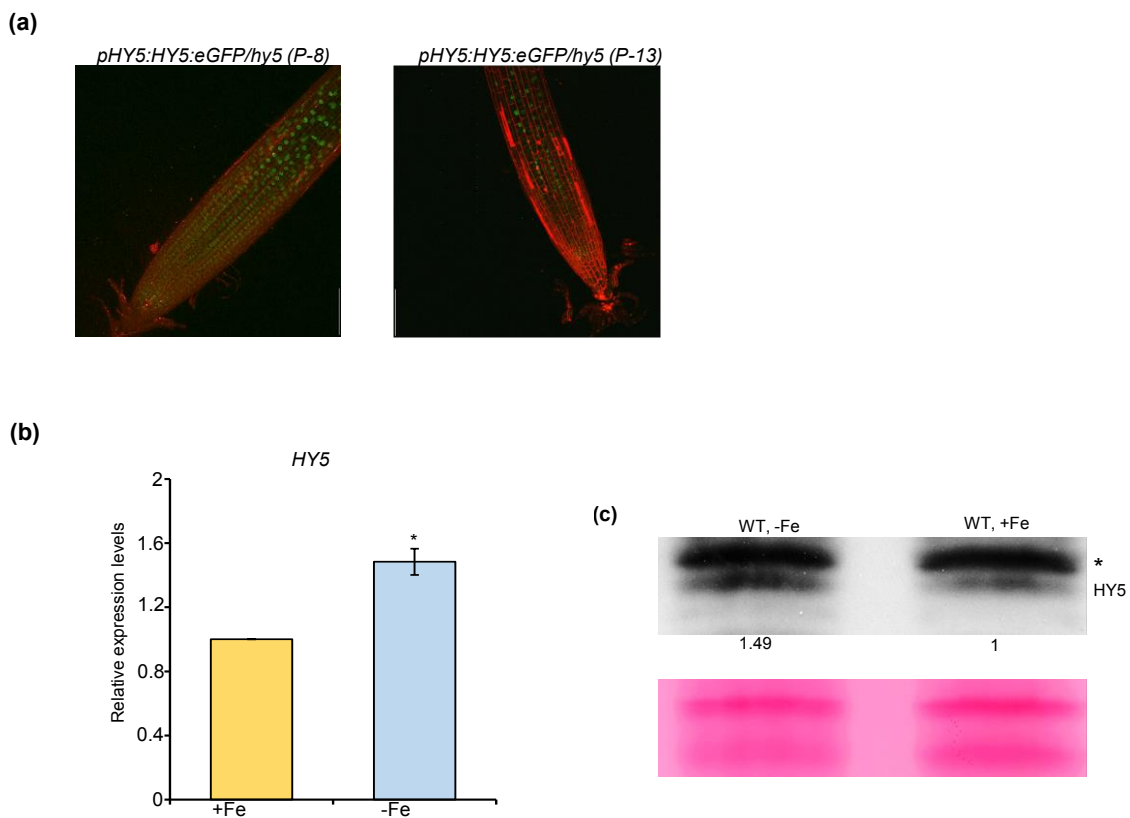 (a)
pHY5:HY5:eGFP/hy5 (P-8)
pHY5:HY5:eGFP/hy5 (P-13)
(b)
HY5
Relative expression levels
2
1.6
1.2
0.8
0.4
0
*
+Fe
-Fe
(c)
WT, -Fe
WT, +Fe
*
HY5
1.49
1